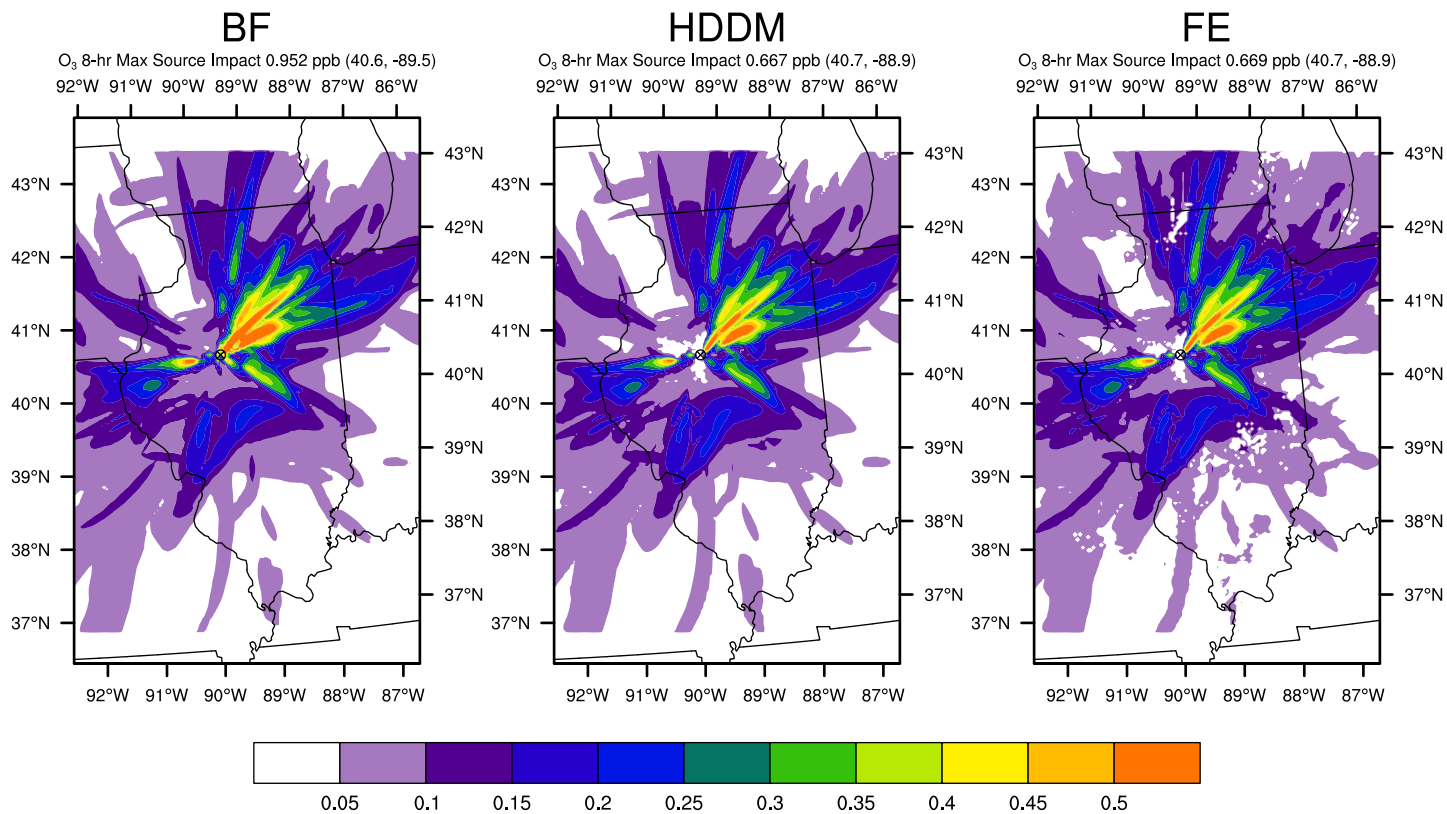 BF HDDM FE
O₃ 8-hr Max Source Impact 0.952 ppb (40.6, -89.5) O₃ 8-hr Max Source Impact 0.667 ppb (40.7, -88.9) O₃ 8-hr Max Source Impact 0.669 ppb (40.7, -88.9)
92°W 91°W 90°W 89°W 88°W 87°W 86°W 92°W 91°W 90°W 89°W 88°W 87°W 86°W 92°W 91°W 90°W 89°W 88°W 87°W 86°W
43°N 43°N 43°N
43°N 43°N 43°N
42°N 42°N 42°N
42°N 42°N 42°N
41°N 41°N 41°N
41°N 41°N 41°N
40°N 40°N 40°N
40°N 40°N 40°N
39°N 39°N 39°N
39°N 39°N 39°N
38°N 38°N 38°N
38°N 38°N 38°N
37°N 37°N 37°N
37°N 37°N 37°N
92°W 91°W 90°W 89°W 88°W 87°W 92°W 91°W 90°W 89°W 88°W 87°W 92°W 91°W 90°W 89°W 88°W 87°W
0.05 0.1 0.15 0.2 0.25 0.3 0.35 0.4 0.45 0.5